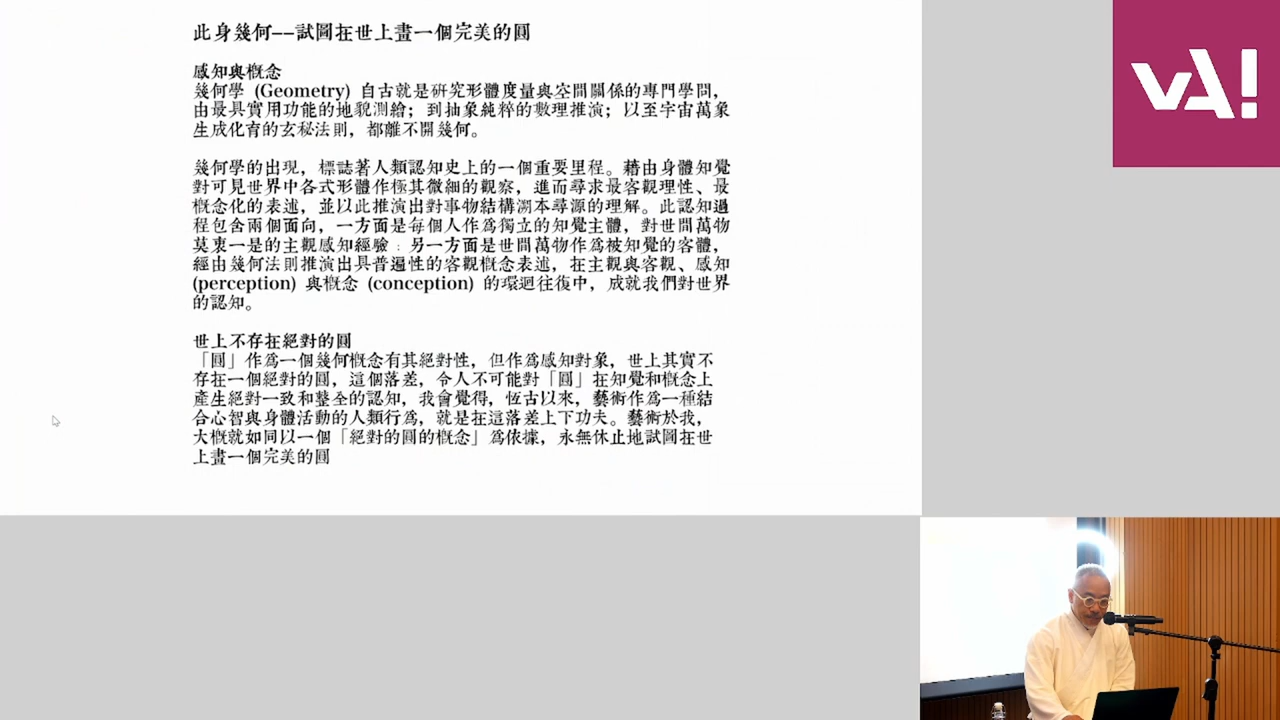 此身幾何--試圖在世上畫一個完美的圓
感知與概念
幾何學 (Geometry) 自古就是研究形體度量與空間關係的專門學問，
由最具實用功能的地貌測繪；到抽象純粹的數理推演；以至宇宙萬象
生成化育的玄秘法則，都離不開幾何。
幾何學的出現，標誌著人類認知史上的一個重要里程。藉由身體知覺
對可見世界中各式形體作極其微細的觀察，進而尋求最客觀理性、最
概念化的表述，並以此推演出對事物結構溯本尋源的理解。此認知過
程包含兩個面向，一方面是每個人作為獨立的知覺主體，對世間萬物
莫衷一是的主觀感知經驗；另一方面是世間萬物作為被知覺的客體，
經由幾何法則推演出具普遍性的客觀概念表述，在主觀與客觀、感知
(perception) 與概念 (conception) 的環迴往復中，成就我們對世界
的認知。
世上不存在絕對的圓
「圓」作為一個幾何概念有其絕對性，但作為感知對象，世上其實不
存在一個絕對的圓，這個落差，令人不可能對「圓」在知覺和概念上
產生絕對一致和整全的認知，我會覺得，恆古以來，藝術作為一種結
合心智與身體活動的人類行為，就是在這落差上下功夫。藝術於我，
大概就如同以一個「絕對的圓的概念」為依據，永無休止地試圖在世
上畫一個完美的圓
vA!